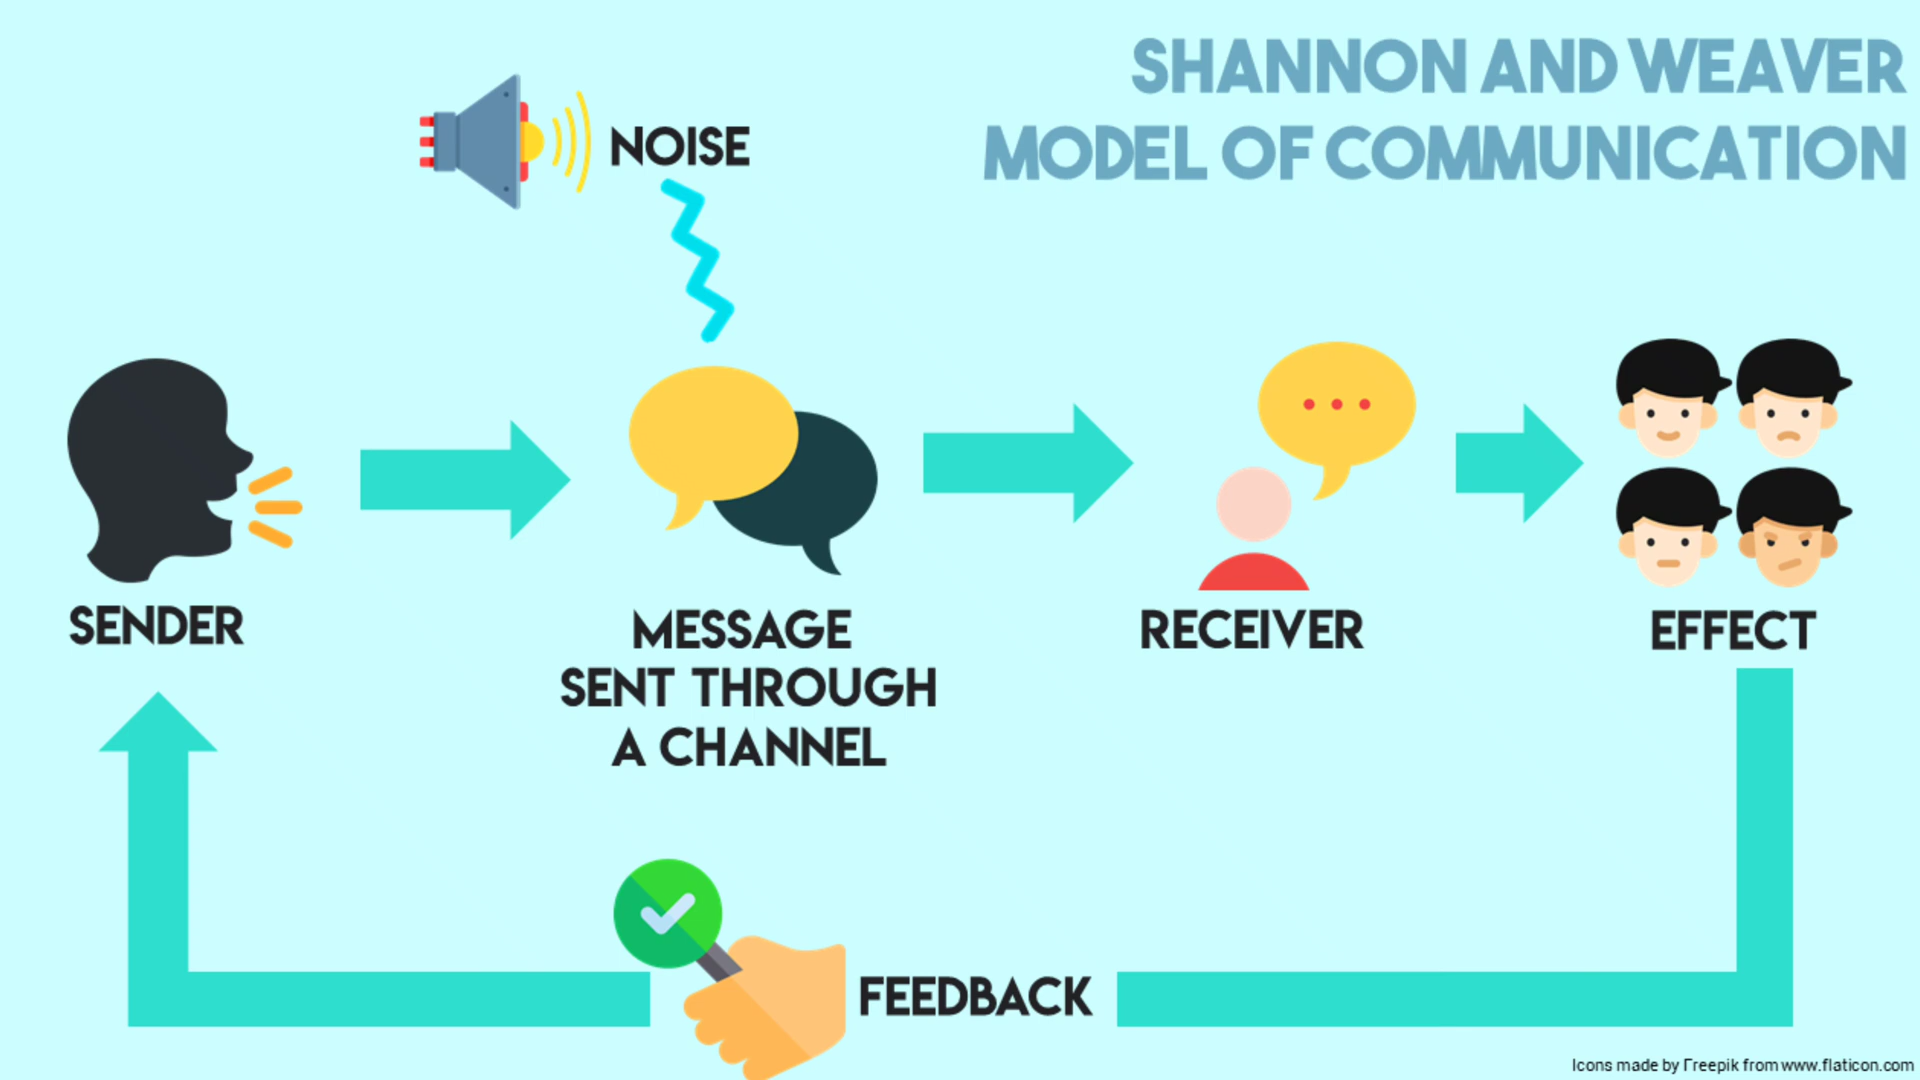 SHANNON AND WEAVER
MODEL OF COMMUNICATION
NOISE
SENDER
MESSAGE
SENT THROUGH
A CHANNEL
RECEIVER
EFFECT
FEEDBACK
Icons made by Freepik from www.flaticon.com